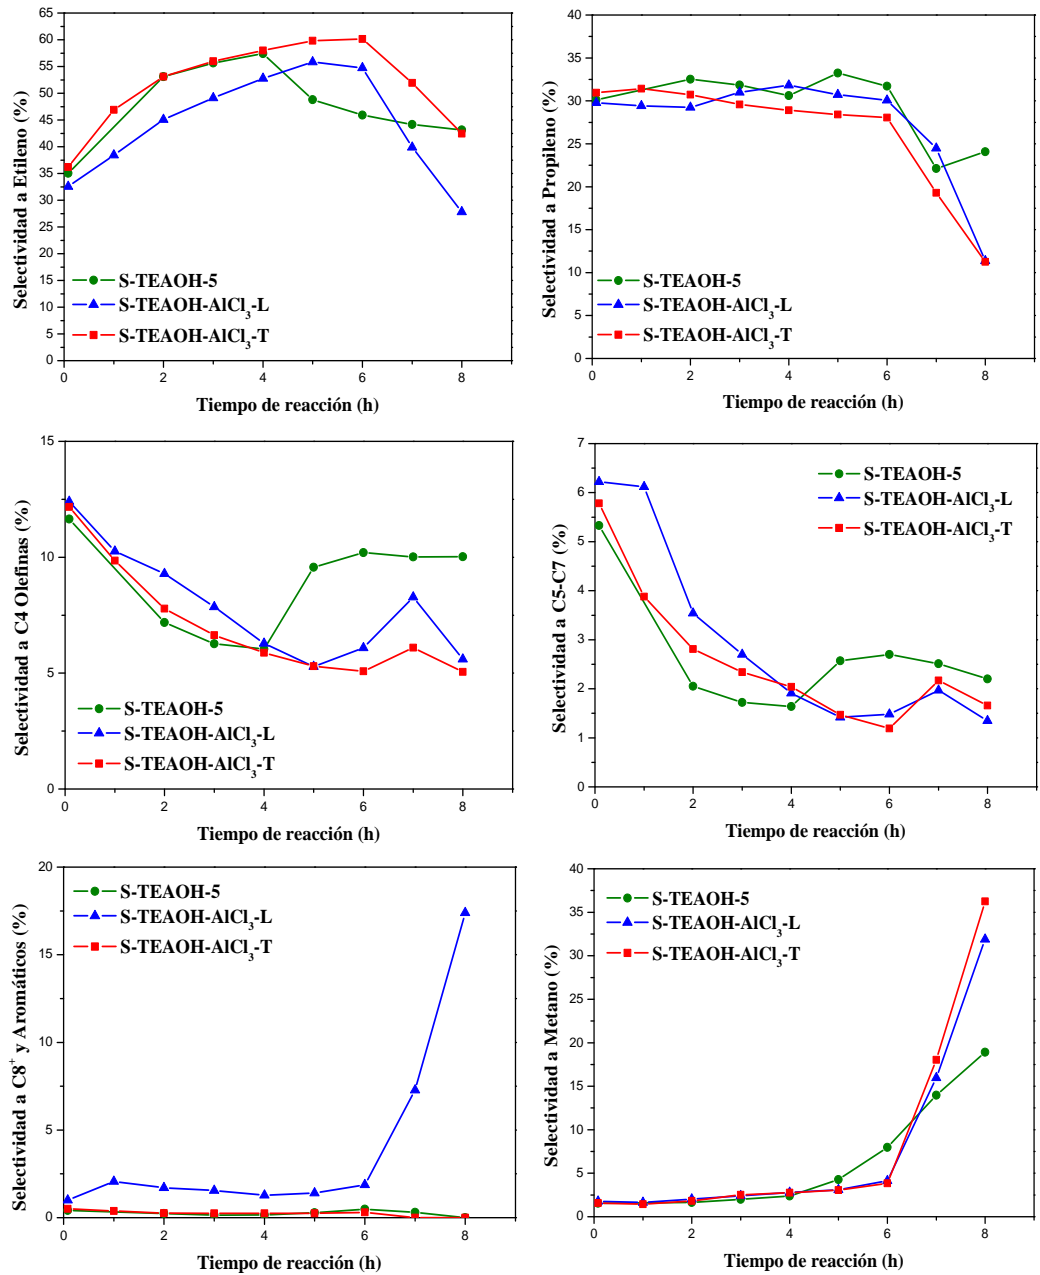 Selectividad a Etileno (%)
65
60
55
50
45
40
35
30
25
20
15
10
5
0
S-TEAOH-5
S-TEAOH-AlCl₃-L
S-TEAOH-AlCl₃-T
0 2 4 6 8
Tiempo de reacción (h)
Selectividad a Propileno (%)
40
35
30
25
20
15
10
5
0
S-TEAOH-5
S-TEAOH-AlCl₃-L
S-TEAOH-AlCl₃-T
0 2 4 6 8
Tiempo de reacción (h)
Selectividad a C4 Olefinas (%)
15
10
5
0
S-TEAOH-5
S-TEAOH-AlCl₃-L
S-TEAOH-AlCl₃-T
0 2 4 6 8
Tiempo de reacción (h)
Selectividad a C5-C7 (%)
7
6
5
4
3
2
1
0
S-TEAOH-5
S-TEAOH-AlCl₃-L
S-TEAOH-AlCl₃-T
0 2 4 6 8
Tiempo de reacción (h)
Selectividad a C8⁺ y Aromáticos (%)
20
15
10
5
0
S-TEAOH-5
S-TEAOH-AlCl₃-L
S-TEAOH-AlCl₃-T
0 2 4 6 8
Tiempo de reacción (h)
Selectividad a Metano (%)
40
35
30
25
20
15
10
5
0
S-TEAOH-5
S-TEAOH-AlCl₃-L
S-TEAOH-AlCl₃-T
0 2 4 6 8
Tiempo de reacción (h)